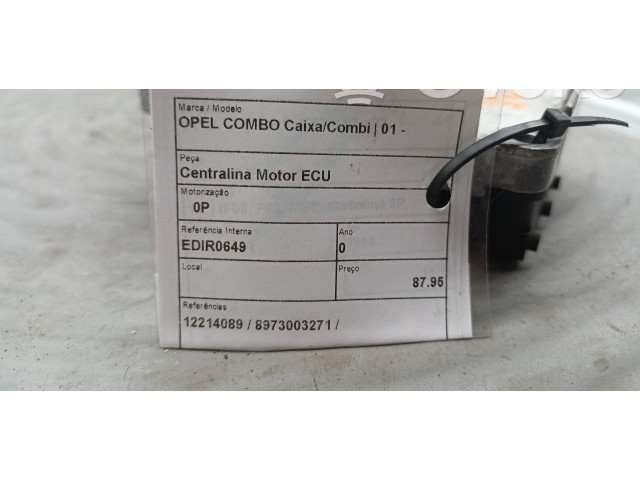 Marca / Modelo
OPEL COMBO Caixa/Combi | 01 -
Peça
Centralina Motor ECU
Motorização
0P
Referência Interna
Ano
EDIR0649
0
Local
Preço
87.95
Referências
12214089 / 8973003271 /